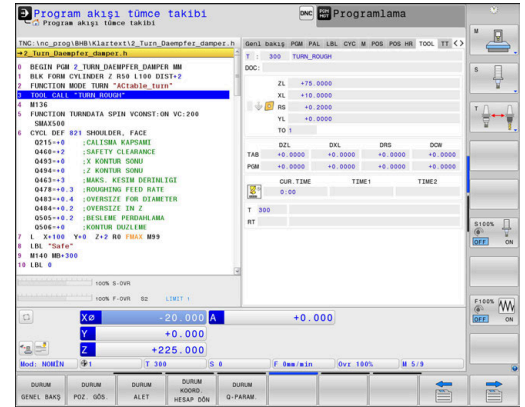 Program akışı tümce takibi
Program akışı tümce takibi
DNC
Programlama
TNC:\nc_prog\BHB\Klartext\2_Turn_Daempfer_damper.h
→2_Turn_Daempfer_damper.h
0 BEGIN PGM 2_TURN_DAEMPFER_DAMPER MM
1 BLK FORM CYLINDER Z R50 L100 DIST+2
2 FUNCTION MODE TURN "ACtable_turn"
3 TOOL CALL "TURN_ROUGH"
4 M136
5 FUNCTION TURNDATA SPIN VCONST:ON VC:200
SMAX500
6 CYCL DEF 821 SHOULDER, FACE
Q215=+0 ;CALISMA KAPSAMI
Q460=+2 ;SAFETY CLEARANCE
Q493=+0 ;X KONTUR SONU
Q494=+0 ;Z KONTUR SONU
Q463=+3 ;MAKS. KESIM DERINLIGI
Q478=+0.3 ;ROUGHING FEED RATE
Q483=+0.4 ;OVERSIZE FOR DIAMETER
Q484=+0.2 ;OVERSIZE IN Z
Q505=+0.2 ;BESLEME PERDAHLAMA
Q506=+0 ;KONTUR DUZLEME
7 L X+100 Y+0 Z+2 R0 FMAX M99
8 LBL "Safe"
9 M140 MB+300
10 LBL 0
100% S-OVR
100% F-OVR S2 LIMIT 1
Genl bakış PGM PAL LBL CYC M POS POS HR TOOL TT
T : 300 TURN_ROUGH
DOC:
ZL +75.0000
XL +10.0000
RS +0.2000
YL +0.0000
TO 1
DZL DXL DRS DCW
TAB +0.0000 +0.0000 +0.0000 +0.0000
PGM +0.0000 +0.0000 +0.0000 +0.0000
CUR.TIME TIME1 TIME2
0:00
T 300
RT
M
S
T
S100%
OFF ON
F100%
OFF ON
XØ -20.000 A +0.000
Y +0.000
Z +225.000
Mod: NOMİN 1 T 300 S 0 F 0mm/min Ovr 100% M 5/9
DURUM GENEL BAKŞ
DURUM POZ. GÖS.
DURUM ALET
DURUM KOORD. HESAP DÖN
DURUM Q-PARAM.